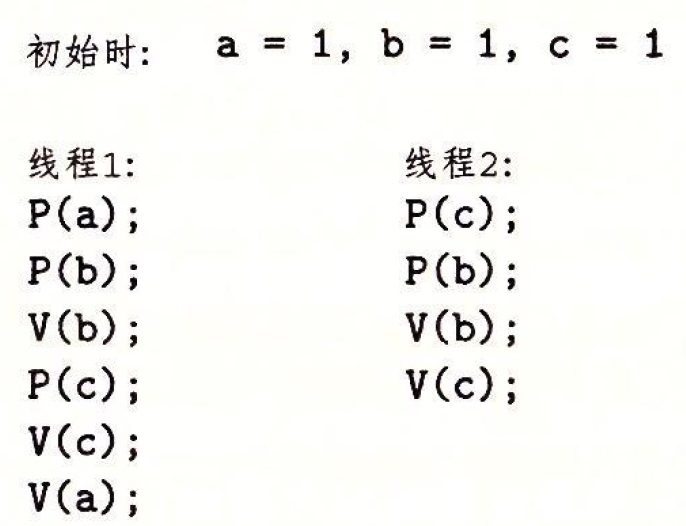 初始时: a = 1, b = 1, c = 1
线程1: 线程2:
P(a); P(c);
P(b); P(b);
V(b); V(b);
P(c); V(c);
V(c);
V(a);